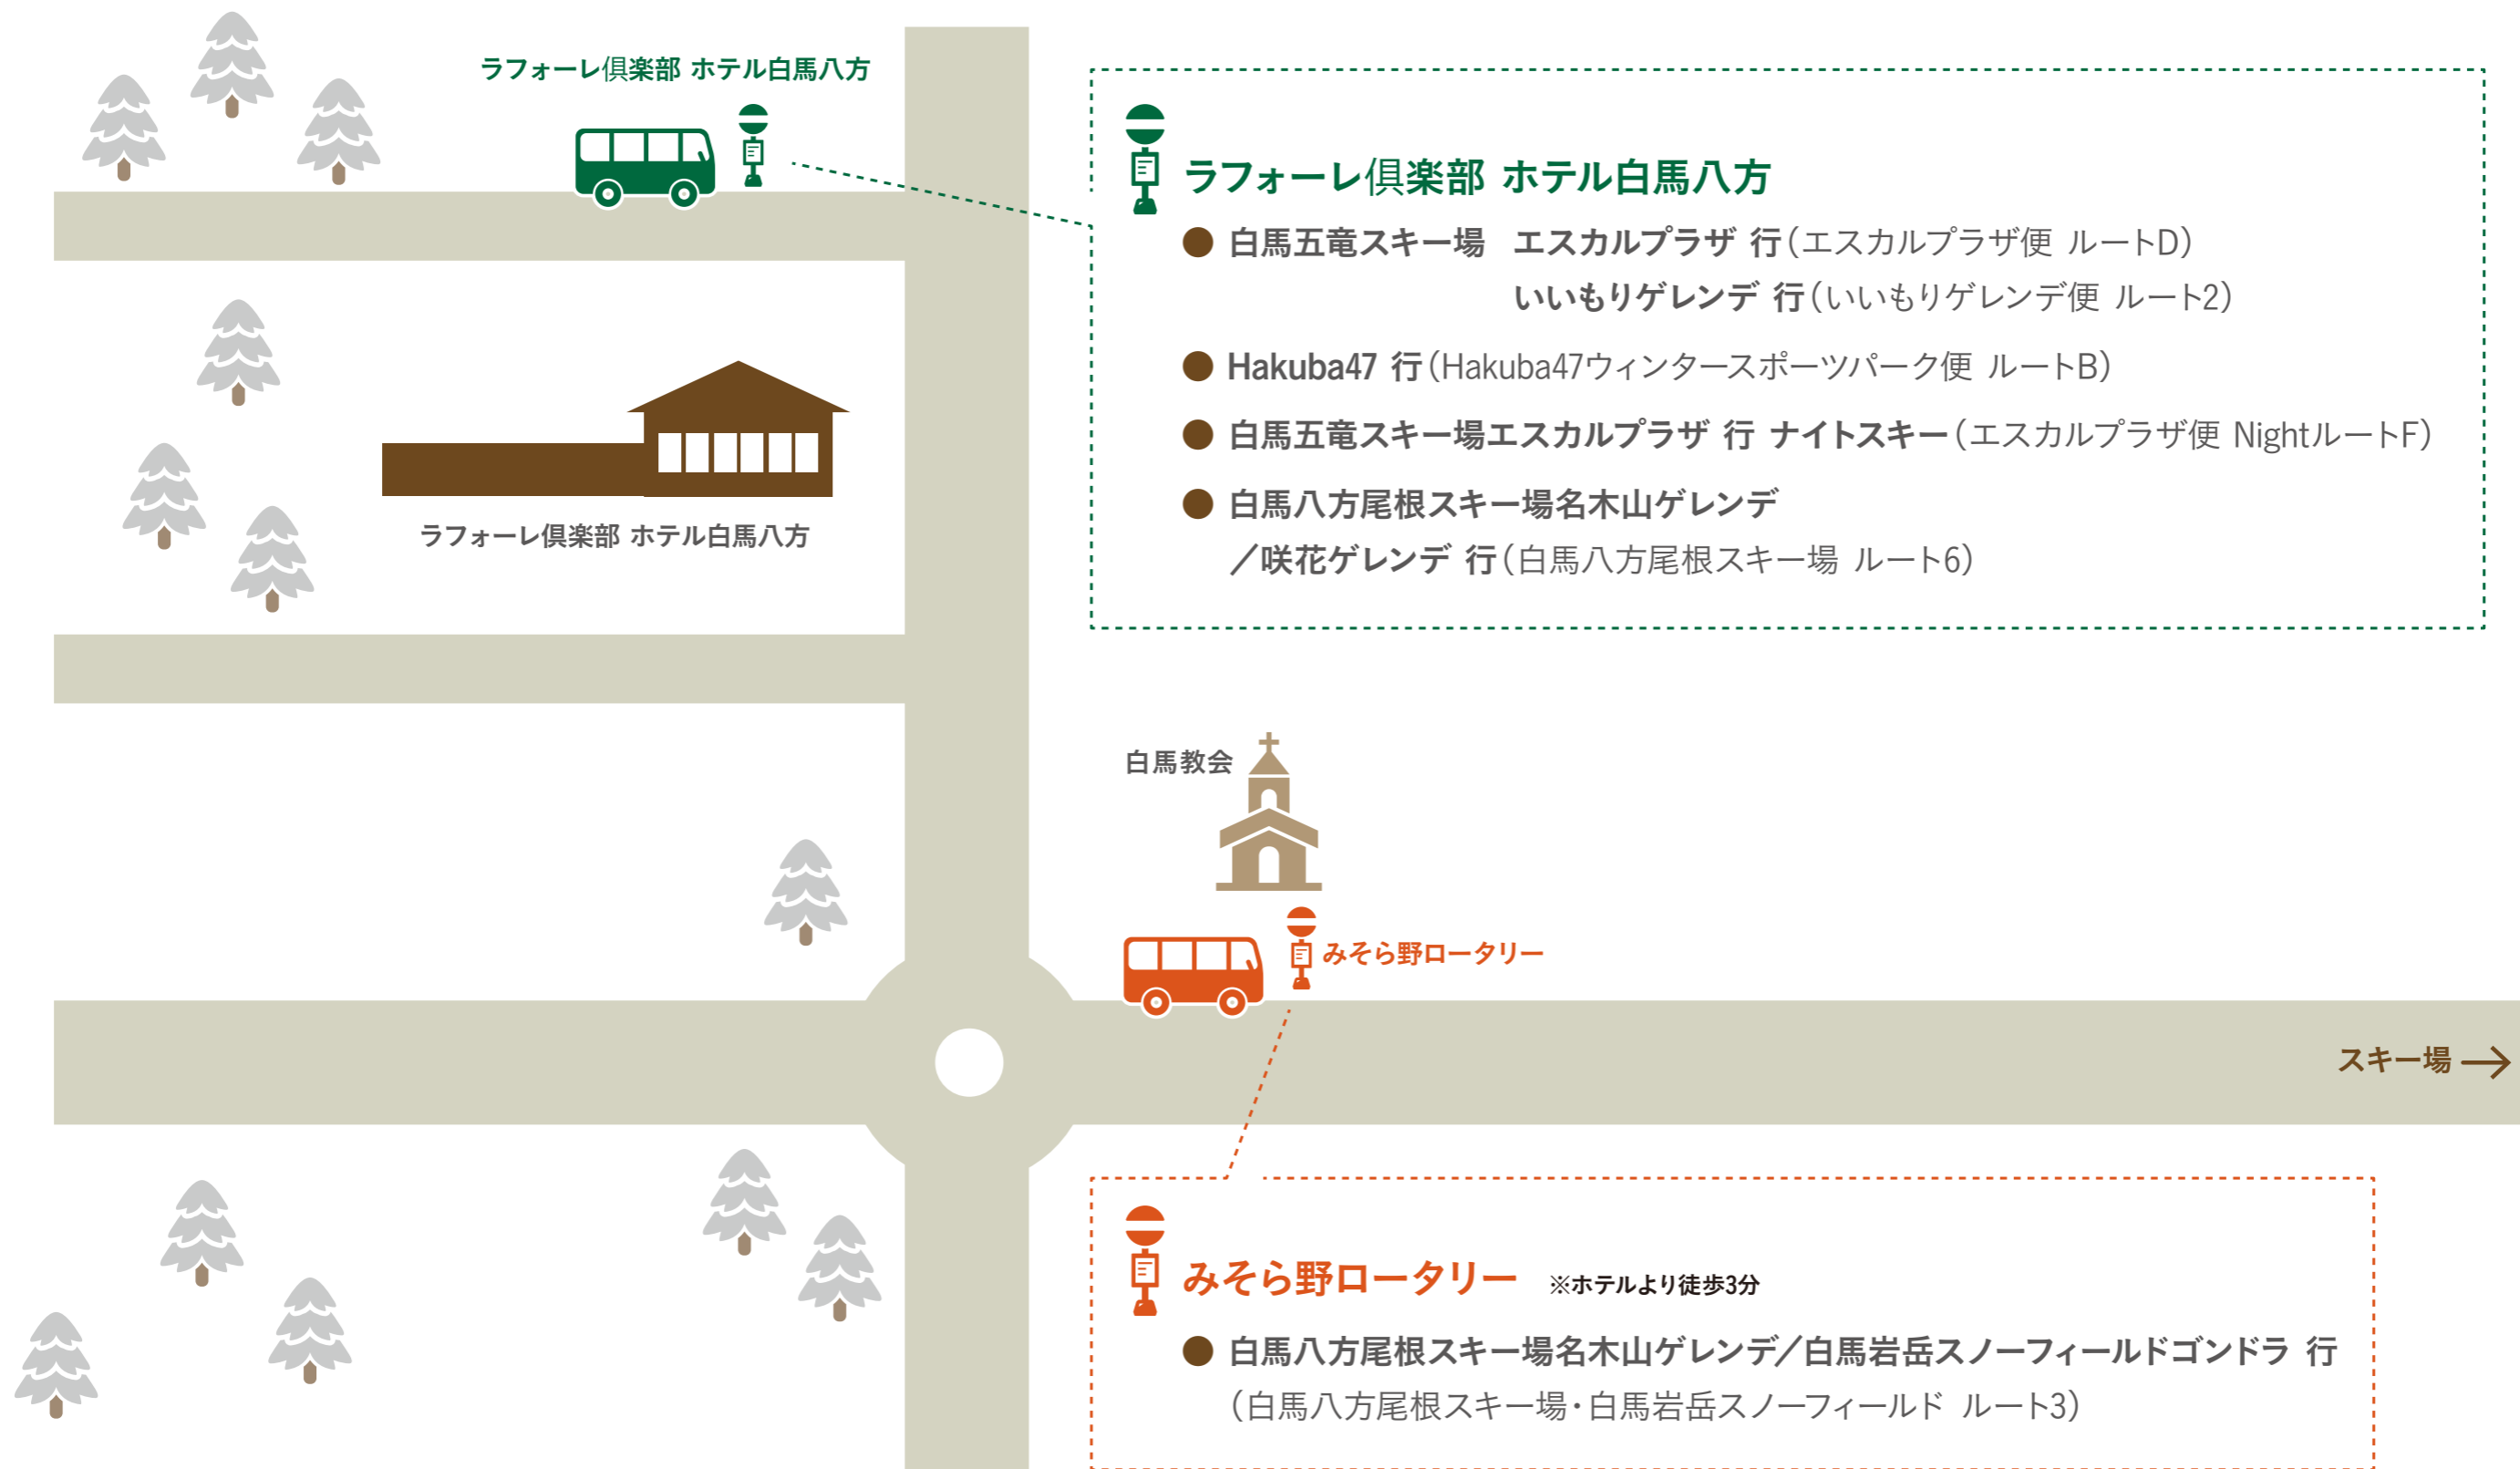 ラフォーレ倶楽部 ホテル白馬八方
ラフォーレ倶楽部 ホテル白馬八方
● 白馬五竜スキー場 エスカルプラザ 行（エスカルプラザ便 ルートD）
いいもりゲレンデ 行（いいもりゲレンデ便 ルート2）
● Hakuba47 行（Hakuba47ウィンタースポーツパーク便 ルートB）
● 白馬五竜スキー場エスカルプラザ 行 ナイトスキー（エスカルプラザ便 NightルートF）
● 白馬八方尾根スキー場名木山ゲレンデ
／咲花ゲレンデ 行（白馬八方尾根スキー場 ルート6）
ラフォーレ倶楽部 ホテル白馬八方
白馬教会
みそら野ロータリー
スキー場 →
みそら野ロータリー ※ホテルより徒歩3分
● 白馬八方尾根スキー場名木山ゲレンデ／白馬岩岳スノーフィールドゴンドラ 行
（白馬八方尾根スキー場・白馬岩岳スノーフィールド ルート3）